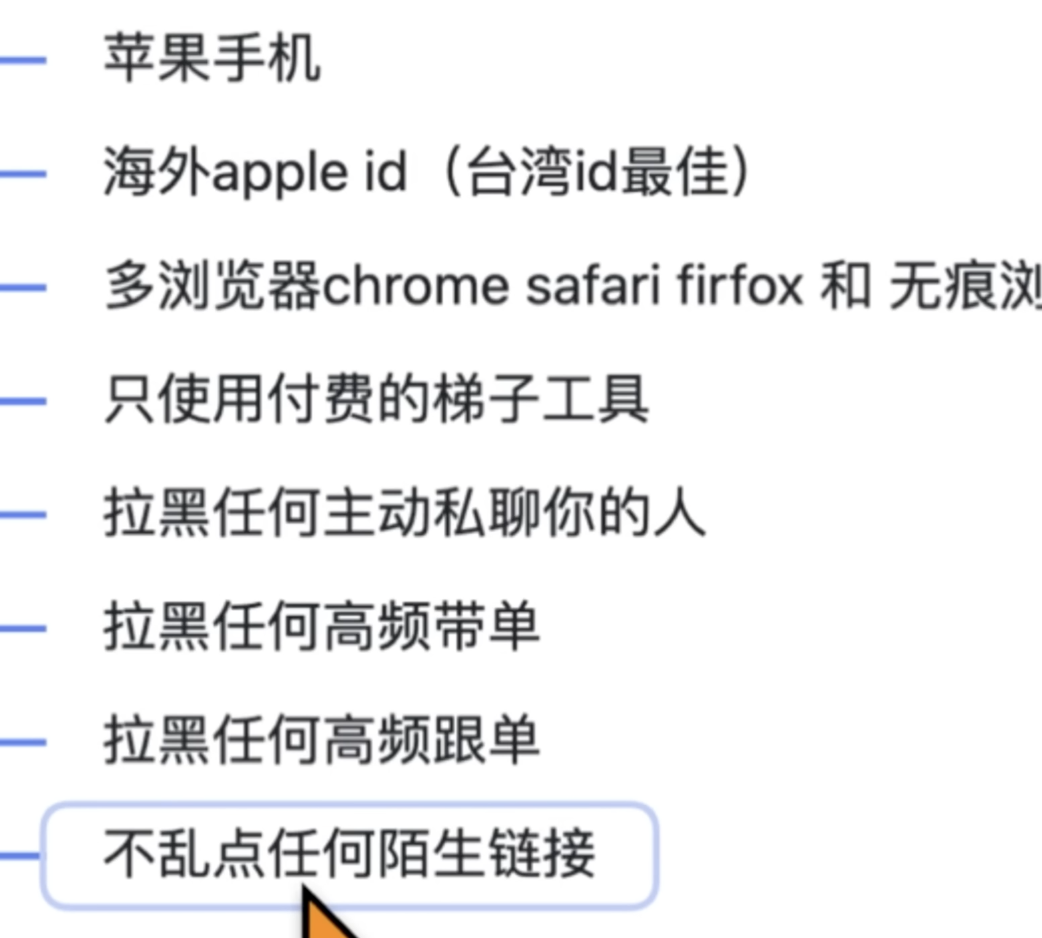 苹果手机
海外apple id（台湾id最佳）
多浏览器chrome safari firfox 和 无痕浏
只使用付费的梯子工具
拉黑任何主动私聊你的人
拉黑任何高频带单
拉黑任何高频跟单
不乱点任何陌生链接